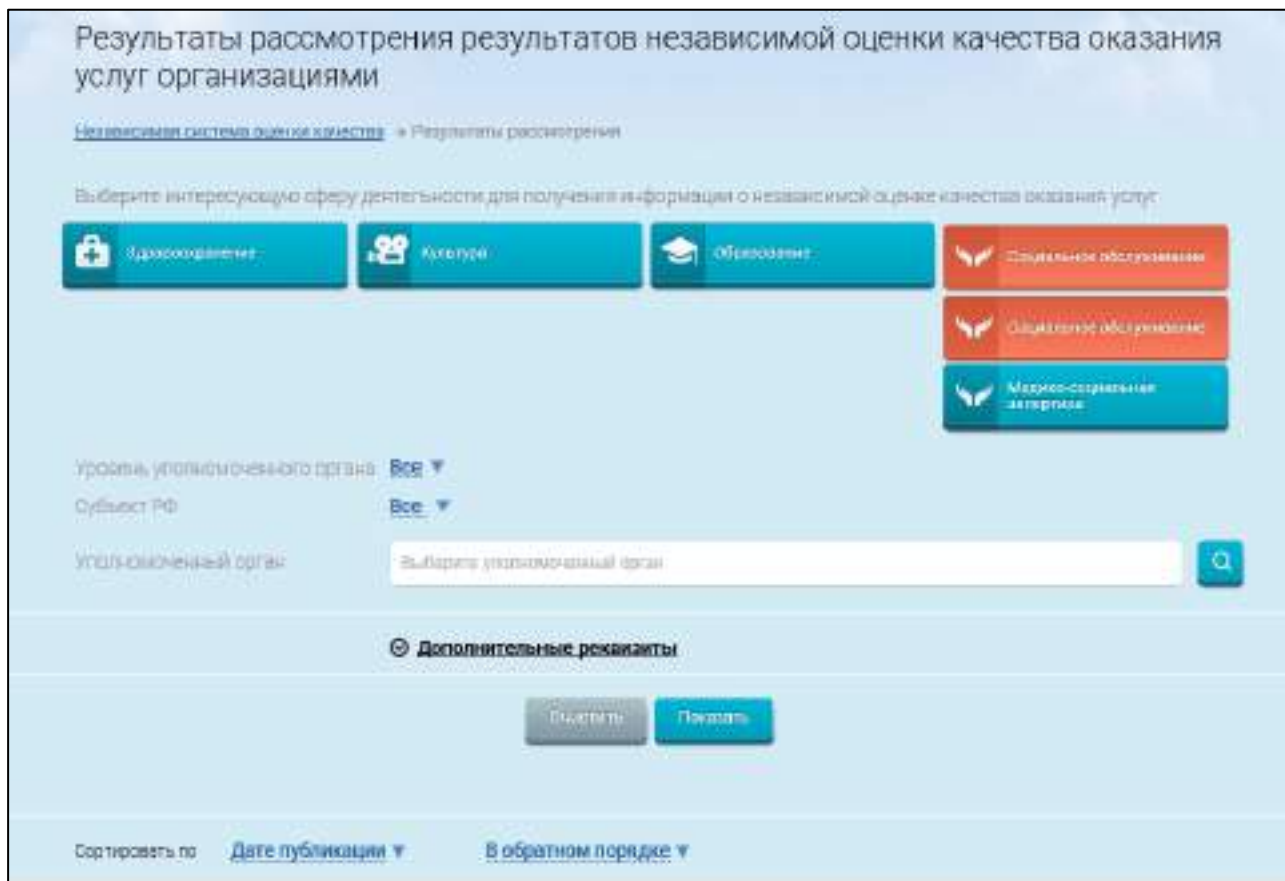 Результаты рассмотрения результатов независимой оценки качества оказания
услуг организациями
Независимая система оценки качества » Результаты рассмотрения
Выберите интересующую сферу деятельности для получения информации о независимой оценке качества оказания услуг
Здравоохранение
Культура
Образование
Социальное обслуживание
Социальное обслуживание
Медико-социальная
экспертиза
Уровень уполномоченного органа Все
Субъект РФ Все
Уполномоченный орган Выберите уполномоченный орган
Дополнительные реквизиты
Очистить Показать
Сортировать по Дате публикации В обратном порядке